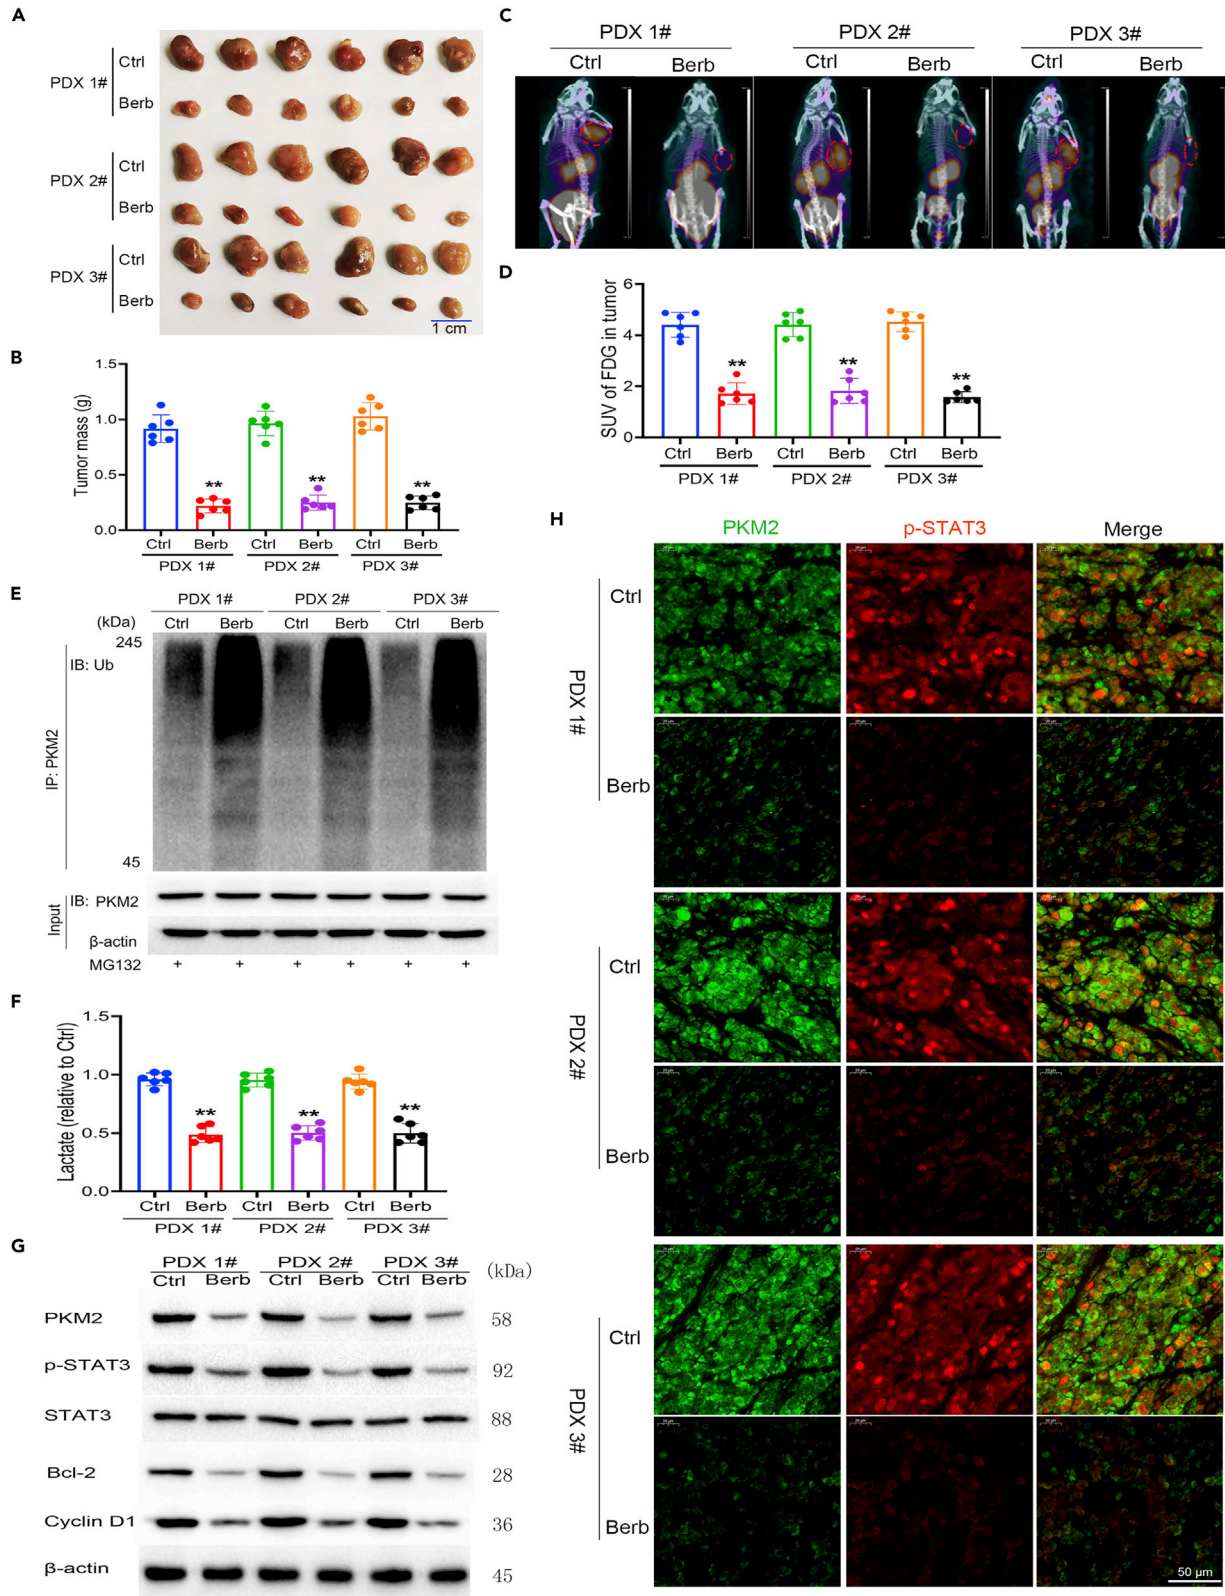 A
PDX 1#
Ctrl
Berb
PDX 2#
Ctrl
Berb
PDX 3#
Ctrl
Berb
1 cm
B
Tumor mass (g)
1.5
1.0
0.5
0.0
** ** **
Ctrl Berb Ctrl Berb Ctrl Berb
PDX 1# PDX 2# PDX 3#
C
PDX 1# PDX 2# PDX 3#
Ctrl Berb Ctrl Berb Ctrl Berb
D
SUV of FDG in tumor
6
4
2
0
** ** **
Ctrl Berb Ctrl Berb Ctrl Berb
PDX 1# PDX 2# PDX 3#
E
PDX 1# PDX 2# PDX 3#
(kDa) Ctrl Berb Ctrl Berb Ctrl Berb
245
IB: Ub
IP: PKM2
45
Input
IB: PKM2
β-actin
MG132 + + + + + +
F
Lactate (relative to Ctrl)
1.5
1.0
0.5
0.0
** ** **
Ctrl Berb Ctrl Berb Ctrl Berb
PDX 1# PDX 2# PDX 3#
G
PDX 1# PDX 2# PDX 3#
Ctrl Berb Ctrl Berb Ctrl Berb (kDa)
PKM2 58
p-STAT3 92
STAT3 88
Bcl-2 28
Cyclin D1 36
β-actin 45
H
PKM2 p-STAT3 Merge
PDX 1#
Ctrl
Berb
PDX 2#
Ctrl
Berb
PDX 3#
Ctrl
Berb
50 µm